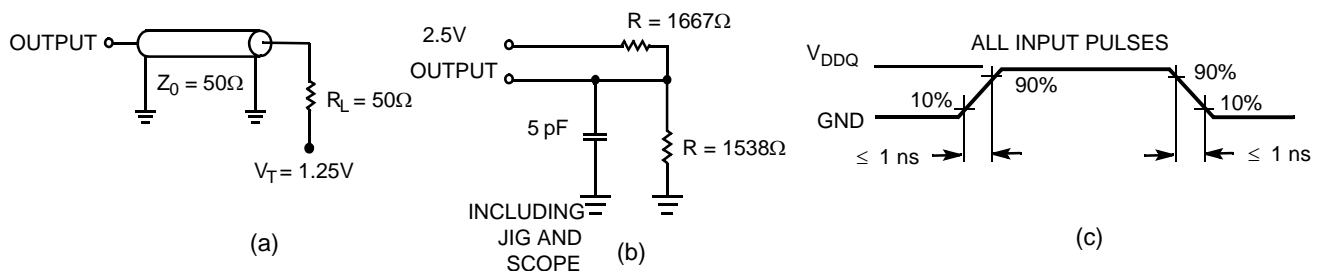 OUTPUT
Z0 = 50Ω
RL = 50Ω
VT = 1.25V
(a)
R = 1667Ω
2.5V
OUTPUT
5 pF
R = 1538Ω
INCLUDING
JIG AND
SCOPE
(b)
ALL INPUT PULSES
VDDQ
90%
90%
10%
10%
GND
≤ 1 ns
≤ 1 ns
(c)